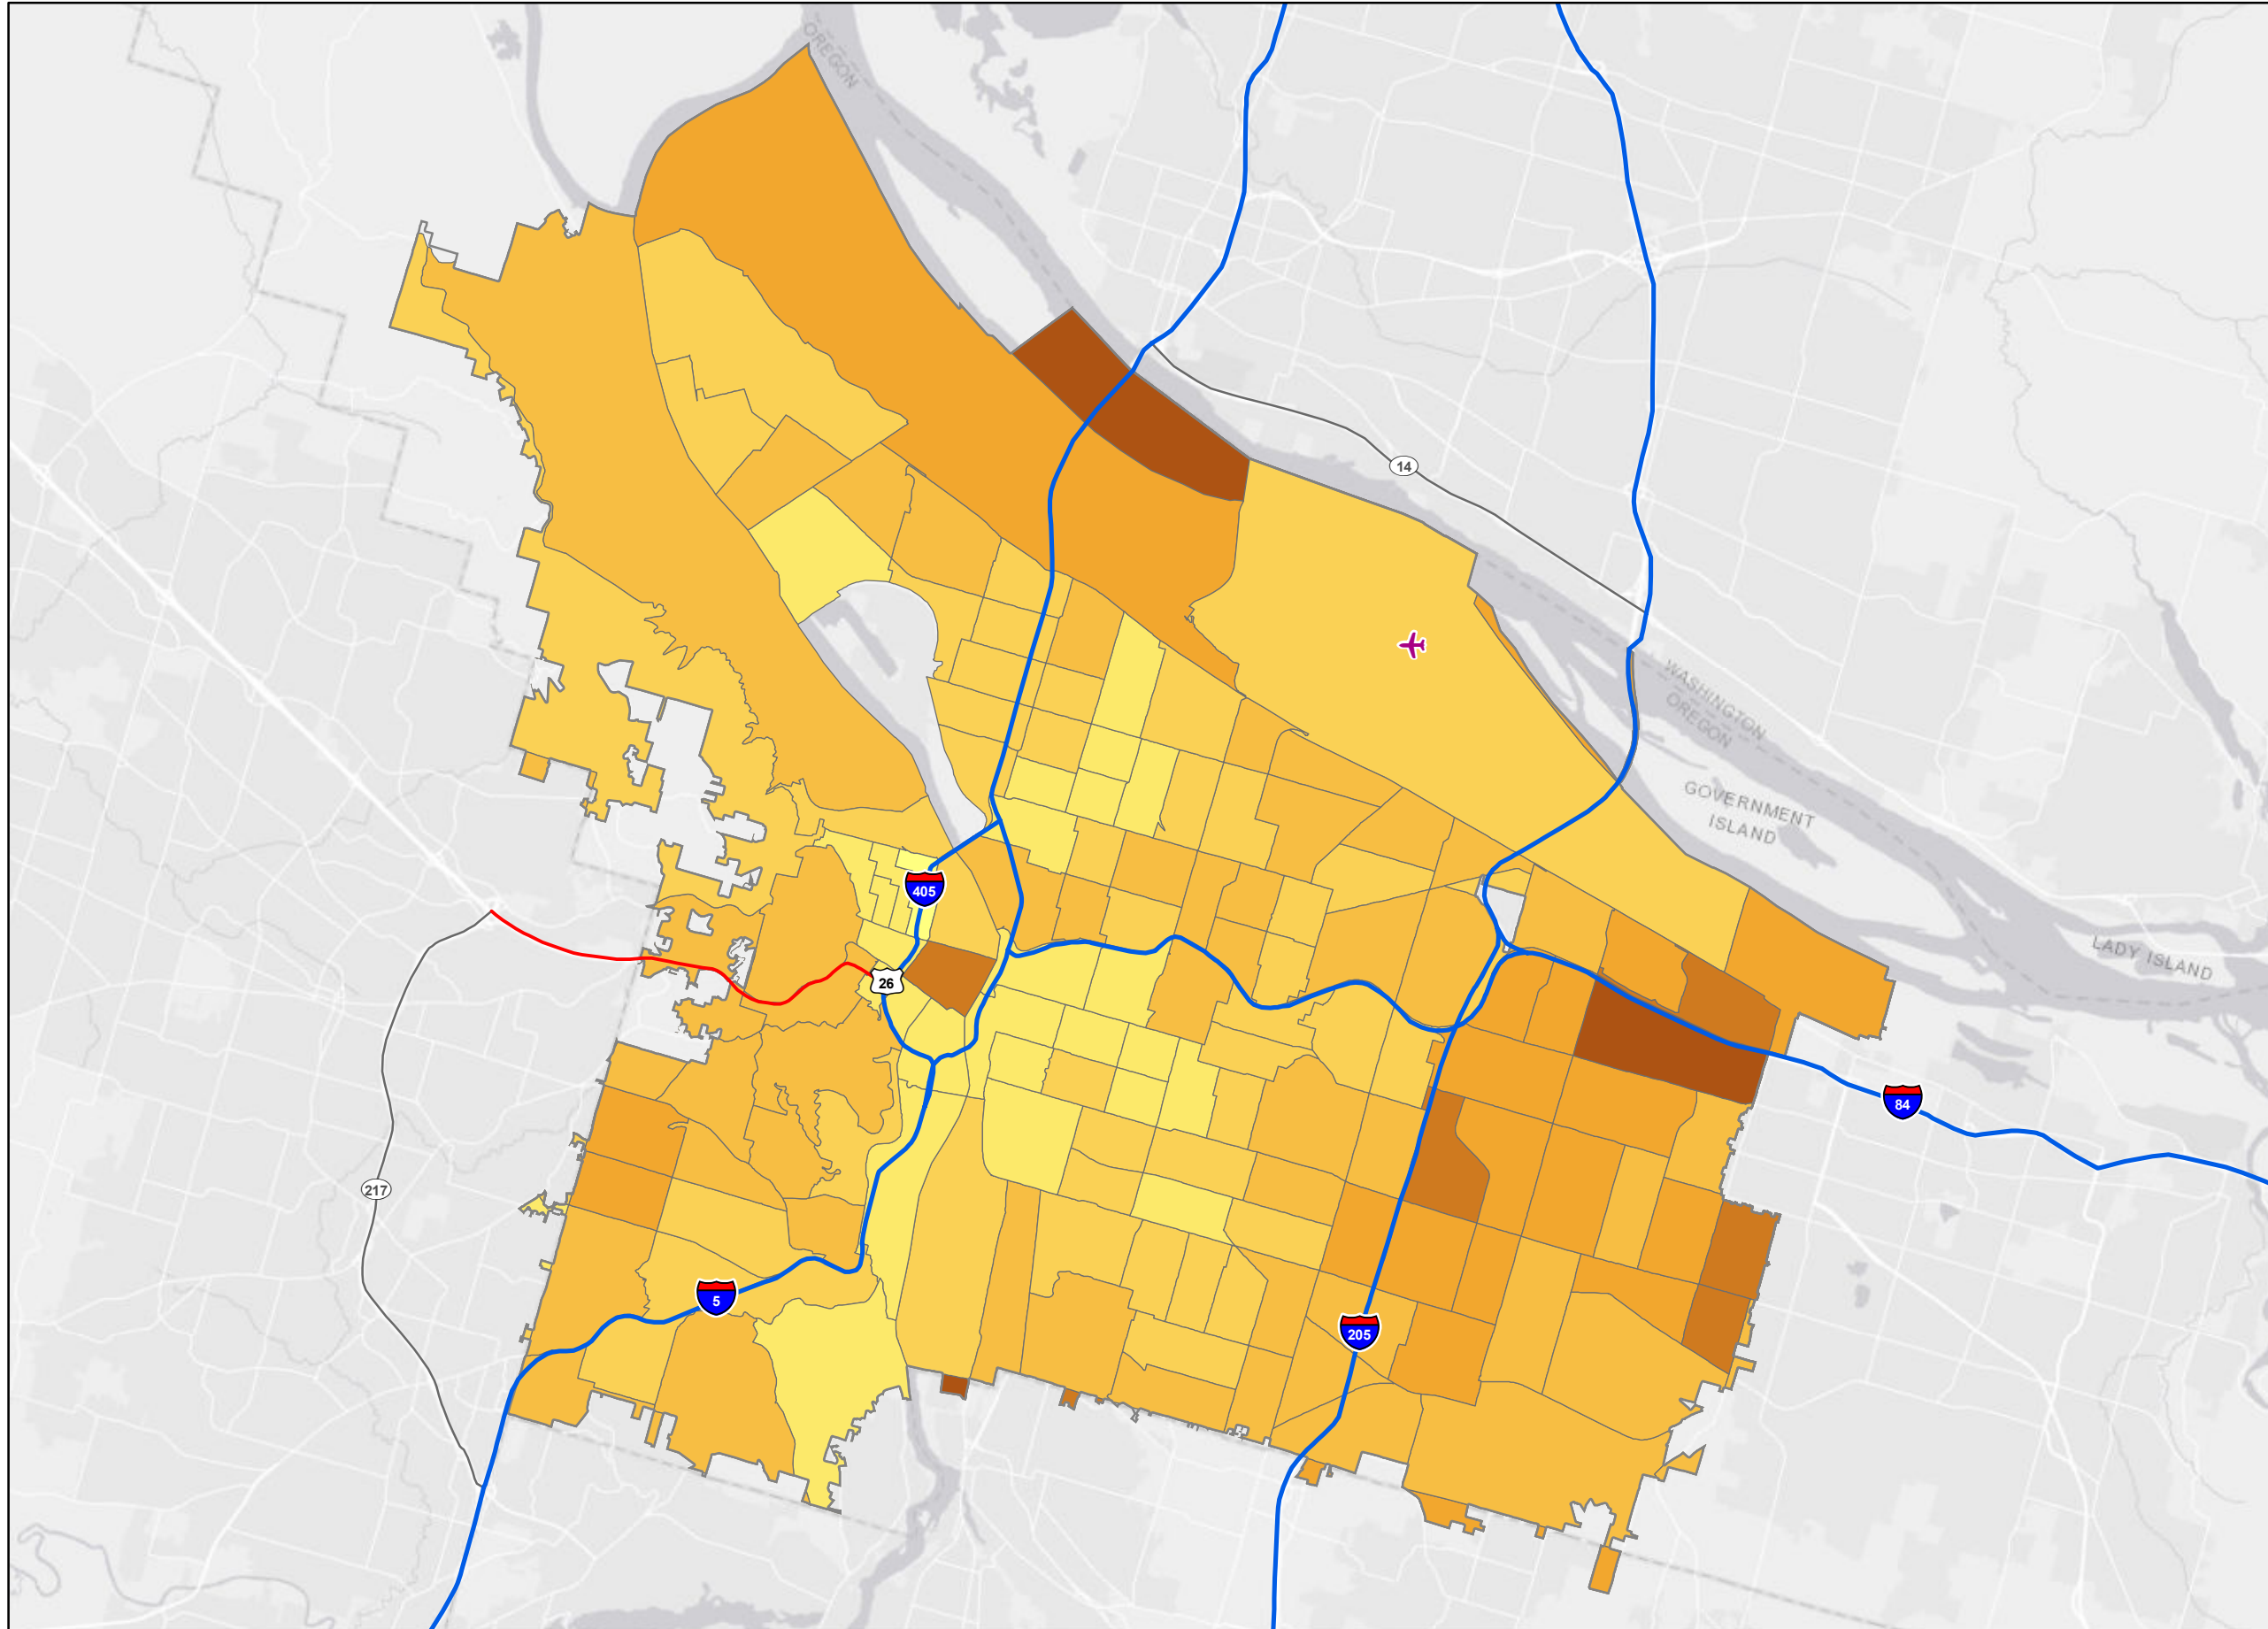 OREGON
14
WASHINGTON
OREGON
GOVERNMENT
ISLAND
405
LADY ISLAND
26
84
217
5
205